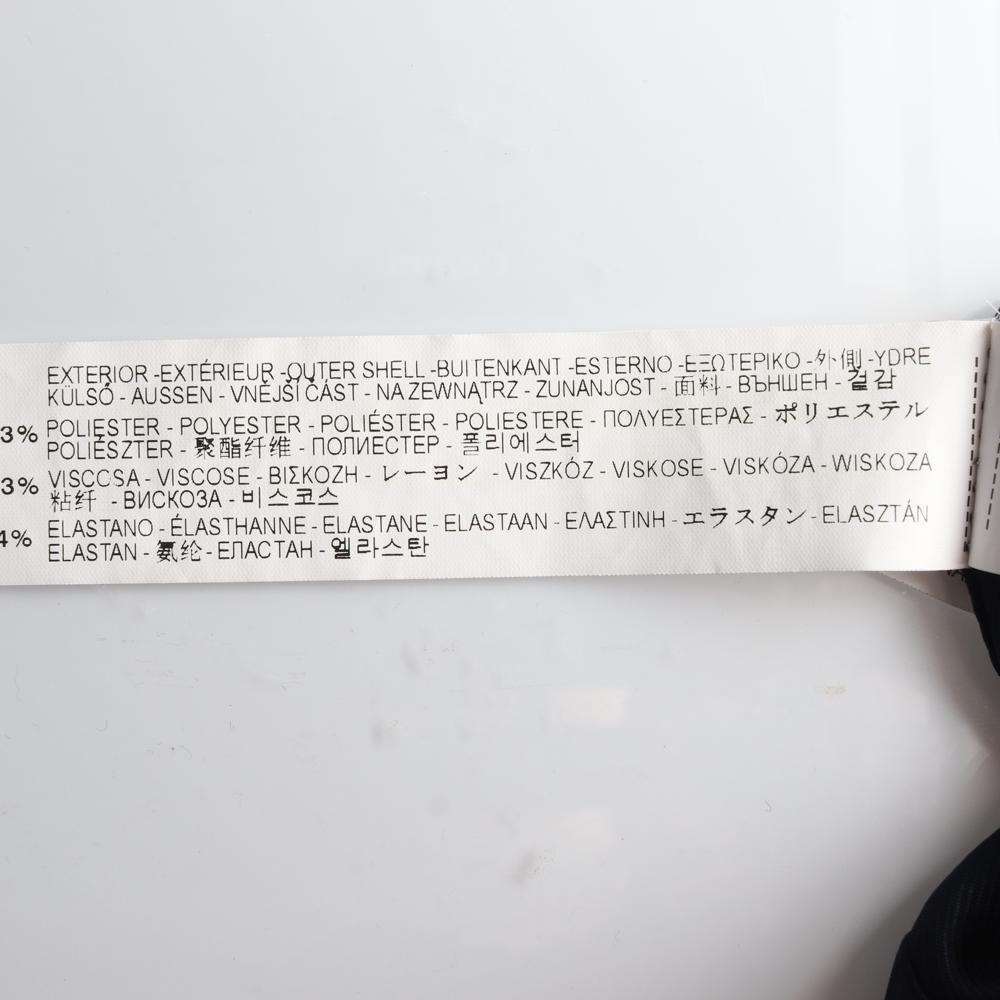 EXTERIOR -EXTÉRIEUR -OUTER SHELL -BUITENKANT -ESTERNO -ΕΞΩΤΕΡΙΚΟ -外側 -YDRE
KÜLSŐ - AUSSEN - VNĚJŠÍ ČÁST - NA ZEWNĄTRZ - ZUNANJOST - 面料 - ВЪНШЕН - 겉감
3% POLIÉSTER - POLYESTER - POLIÉSTER - POLIESTERE - ΠΟΛΥΕΣΤΕΡΑΣ - ポリエステル
POLIÉSZTER - 聚酯纤维 - ПОЛИЕСТЕР - 폴리에스터
3% VISCOSA - VISCOSE - ΒΙΣΚΟΖΗ - レーヨン - VISZKÓZ - VISKOSE - VISKÓZA - WISKOZA
粘纤 - ВИСКОЗА - 비스코스
4% ELASTANO - ÉLASTHANNE - ELASTANE - ELASTAAN - ΕΛΑΣΤΙΝΗ - エラスタン - ELASZTÁN
ELASTAN - 氨纶 - ЕЛАСТАН - 엘라스탄